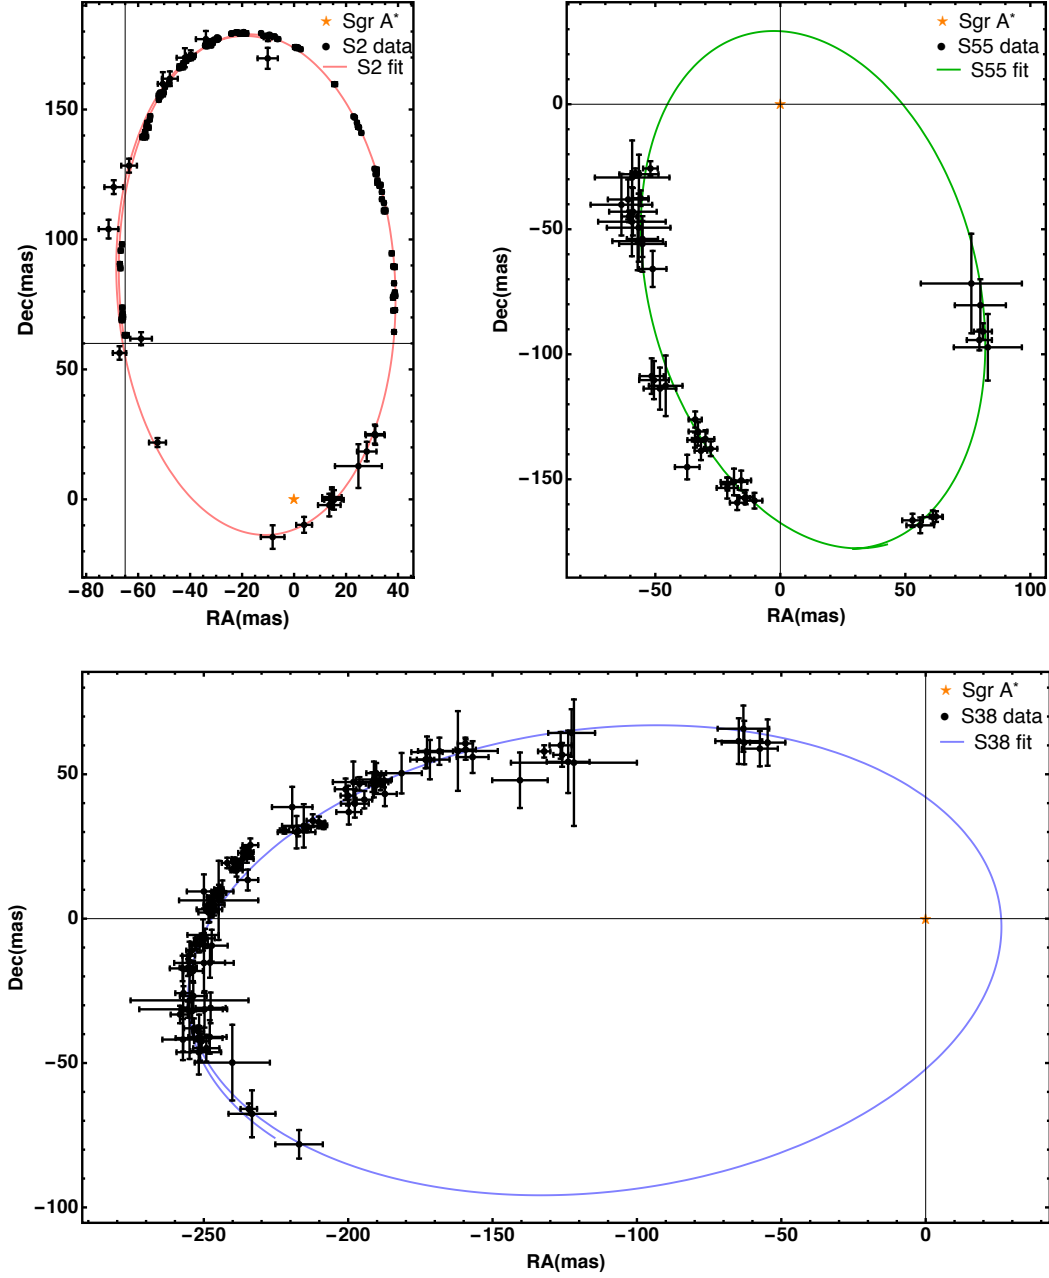 Sgr A*
S2 data
S2 fit
Dec(mas)
150
100
50
0
−80 −60 −40 −20 0 20 40
RA(mas)
Sgr A*
S55 data
S55 fit
Dec(mas)
0
−50
−100
−150
−50 0 50 100
RA(mas)
Sgr A*
S38 data
S38 fit
Dec(mas)
50
0
−50
−100
−250 −200 −150 −100 −50 0
RA(mas)